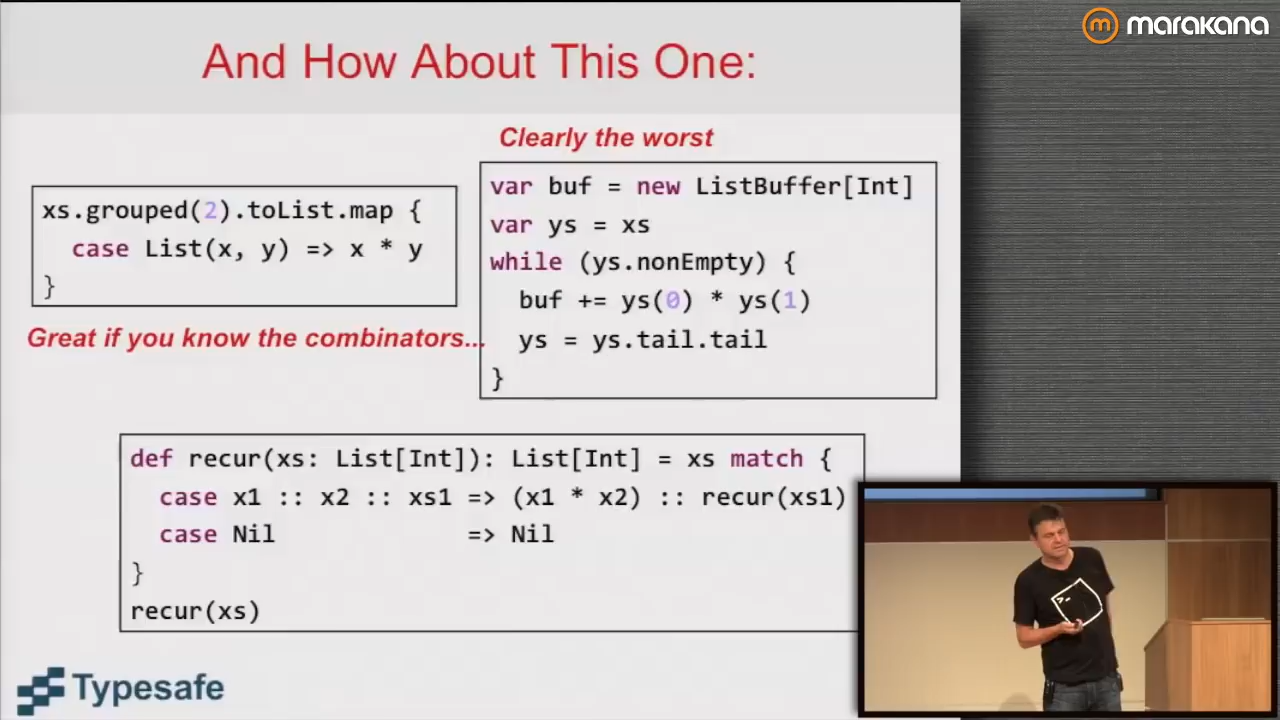 marakana
And How About This One:
Clearly the worst
xs.grouped(2).toList.map {
case List(x, y) => x * y
}
Great if you know the combinators...
var buf = new ListBuffer[Int]
var ys = xs
while (ys.nonEmpty) {
buf += ys(0) * ys(1)
ys = ys.tail.tail
}
def recur(xs: List[Int]): List[Int] = xs match {
case x1 :: x2 :: xs1 => (x1 * x2) :: recur(xs1)
case Nil => Nil
}
recur(xs)
Typesafe